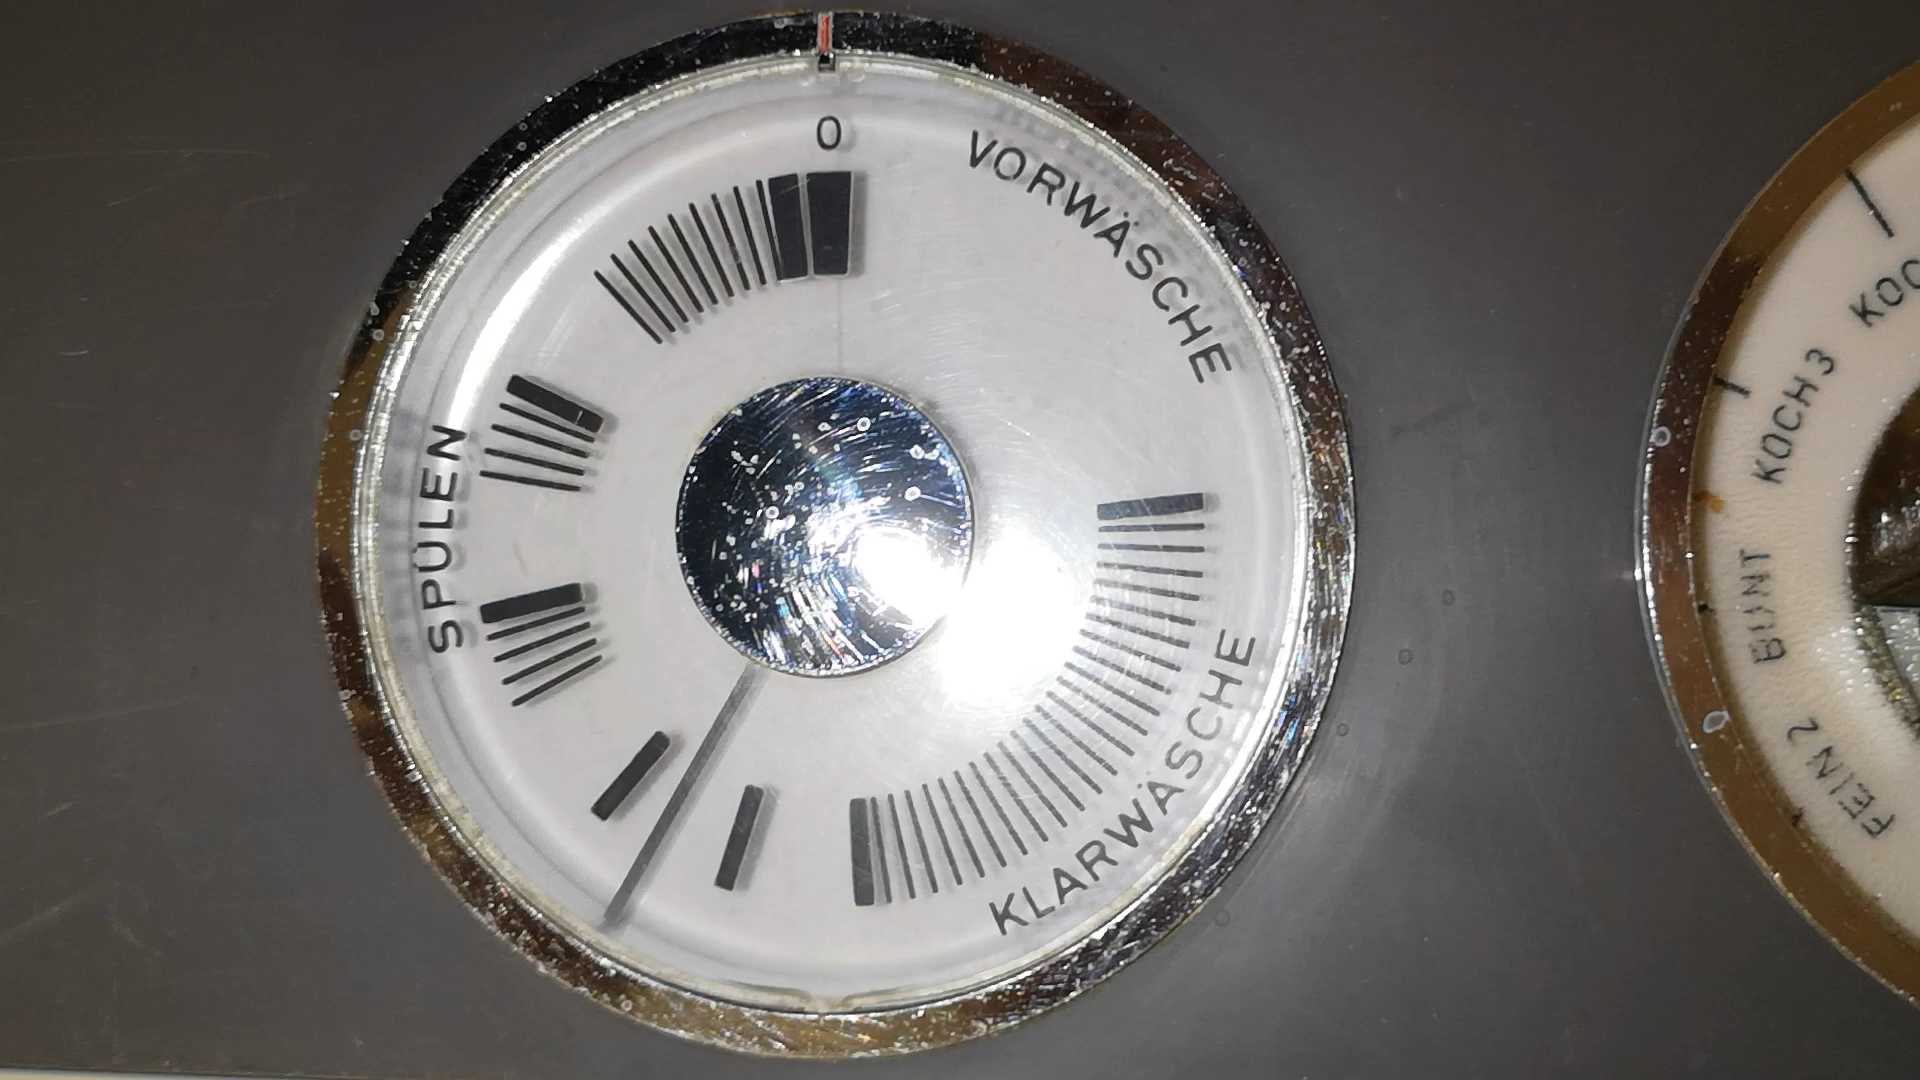 0
VORWÄSCHE
KLARWÄSCHE
SPÜLEN
KOCH 3
BUNT
FEIN 2